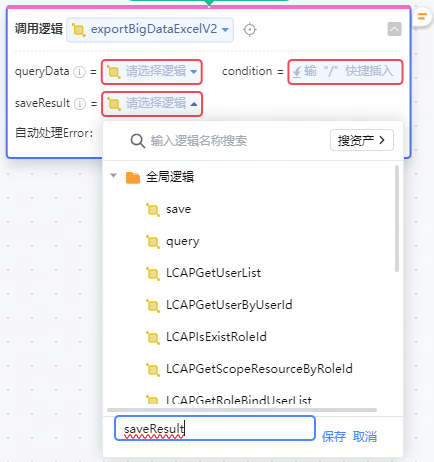 调用逻辑 exportBigDataExcelV2
queryData = 请选择逻辑 condition = 输 “/” 快捷插入
saveResult = 请选择逻辑
自动处理Error:
输入逻辑名称搜索 搜资产
全局逻辑
save
query
LCAPGetUserList
LCAPGetUserByUserId
LCAPIsExistRoleId
LCAPGetScopeResourceByRoleId
LCAPGetRoleBindUserList
saveResult 保存 取消